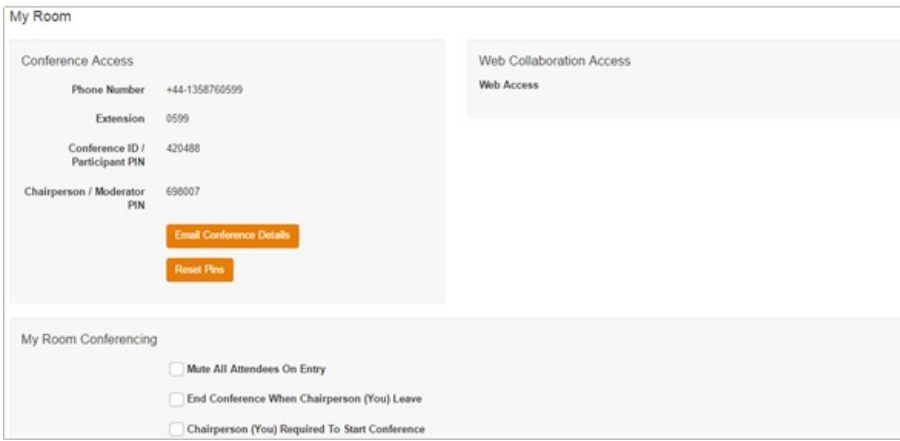 My Room
Conference Access
Phone Number +44-1358760599
Extension 0599
Conference ID / 420488
Participant PIN
Chairperson / Moderator 698007
PIN
Email Conference Details
Reset Pins
Web Collaboration Access
Web Access
My Room Conferencing
Mute All Attendees On Entry
End Conference When Chairperson (You) Leave
Chairperson (You) Required To Start Conference